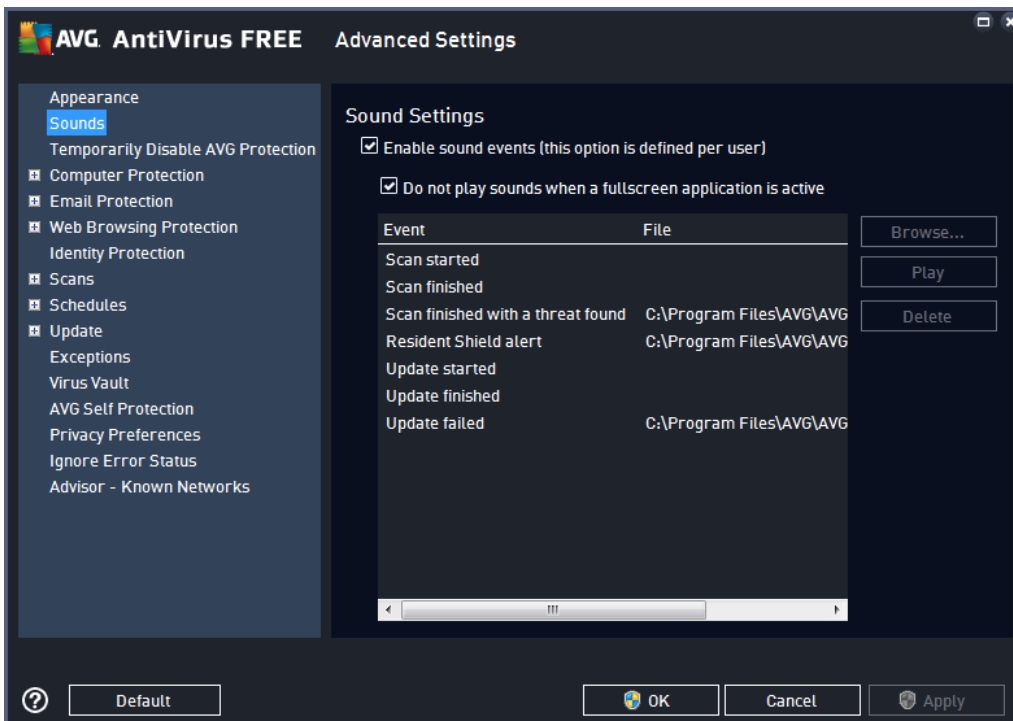 AVG AntiVirus FREE Advanced Settings
Appearance
Sounds
Temporarily Disable AVG Protection
Computer Protection
Email Protection
Web Browsing Protection
Identity Protection
Scans
Schedules
Update
Exceptions
Virus Vault
AVG Self Protection
Privacy Preferences
Ignore Error Status
Advisor - Known Networks
Sound Settings
Enable sound events (this option is defined per user)
Do not play sounds when a fullscreen application is active
Event File
Scan started
Scan finished
Scan finished with a threat found C:\Program Files\AVG\AVG
Resident Shield alert C:\Program Files\AVG\AVG
Update started
Update finished
Update failed C:\Program Files\AVG\AVG
Browse...
Play
Delete
? Default OK Cancel Apply